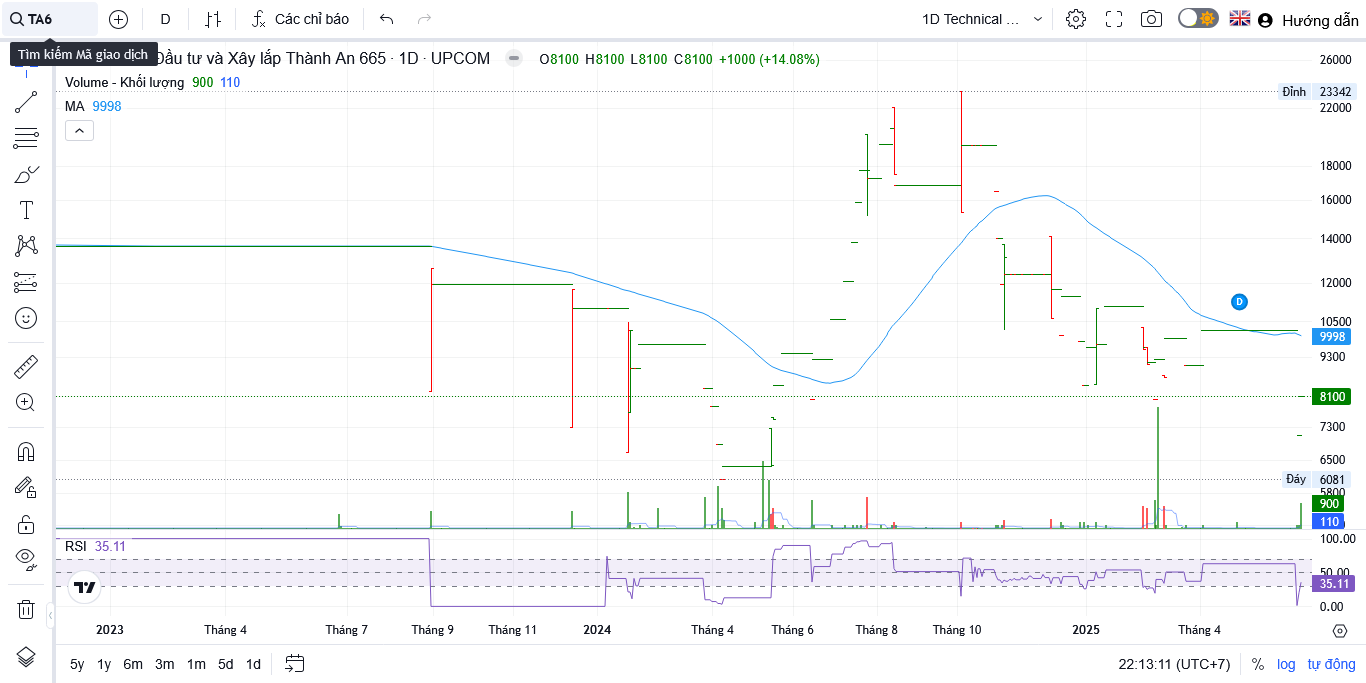 TA6
D
Các chỉ báo
1D Technical ...
Hướng dẫn
Tìm kiếm Mã giao dịch
Đầu tư và Xây lắp Thành An 665 · 1D · UPCOM
O8100 H8100 L8100 C8100 +1000 (+14.08%)
Volume - Khối lượng 900 110
MA 9998
26000
Đỉnh 23342
22000
18000
16000
14000
12000
D
10500
9998
9300
8100
7300
6500
Đáy 6081
5800
900
110
RSI 35.11
100.00
50.00
35.11
0.00
2023 Tháng 4 Tháng 7 Tháng 9 Tháng 11 2024 Tháng 4 Tháng 6 Tháng 8 Tháng 10 2025 Tháng 4
5y 1y 6m 3m 1m 5d 1d
22:13:11 (UTC+7) % log tự động